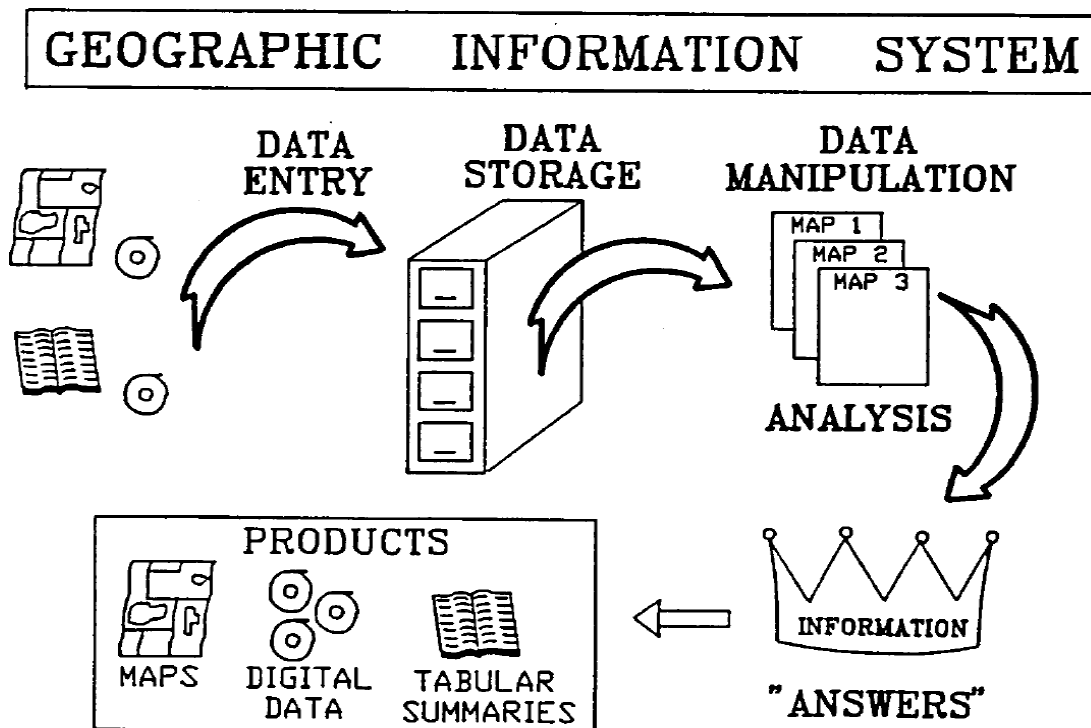 GEOGRAPHIC INFORMATION SYSTEM
DATA
ENTRY
DATA
STORAGE
DATA
MANIPULATION
MAP 1
MAP 2
MAP 3
ANALYSIS
INFORMATION
"ANSWERS"
PRODUCTS
MAPS
DIGITAL
DATA
TABULAR
SUMMARIES